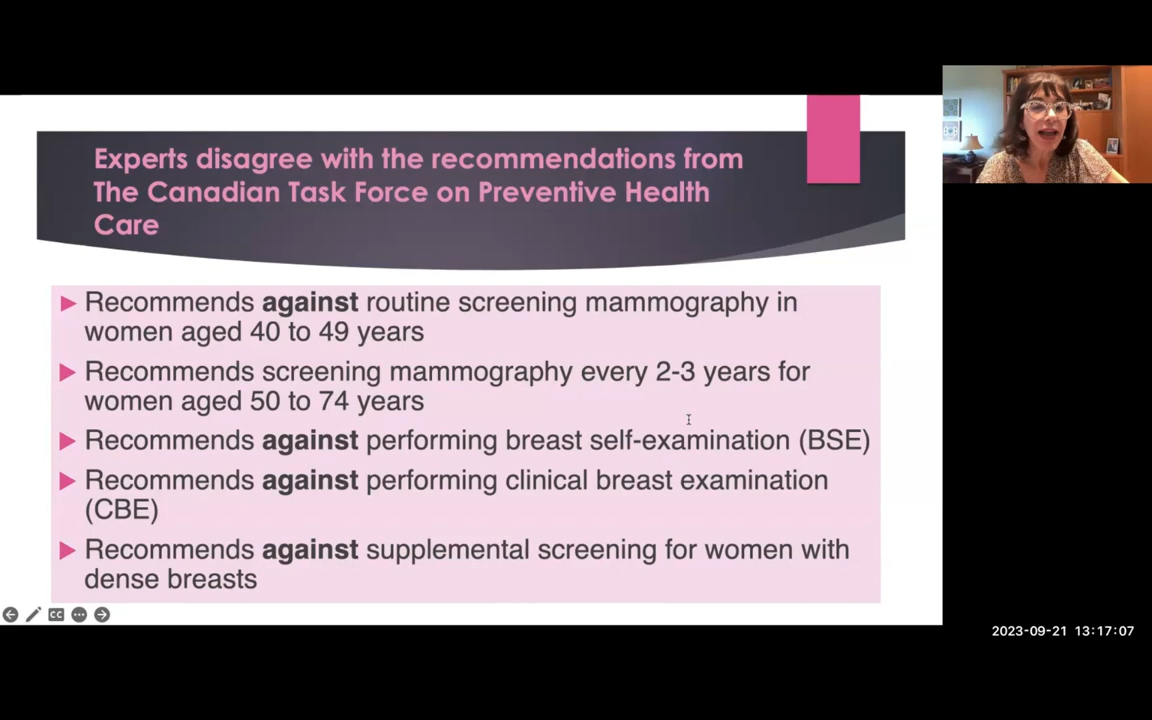 Experts disagree with the recommendations from
The Canadian Task Force on Preventive Health
Care
Recommends against routine screening mammography in
women aged 40 to 49 years
Recommends screening mammography every 2-3 years for
women aged 50 to 74 years
Recommends against performing breast self-examination (BSE)
Recommends against performing clinical breast examination
(CBE)
Recommends against supplemental screening for women with
dense breasts
CC
2023-09-21 13:17:07